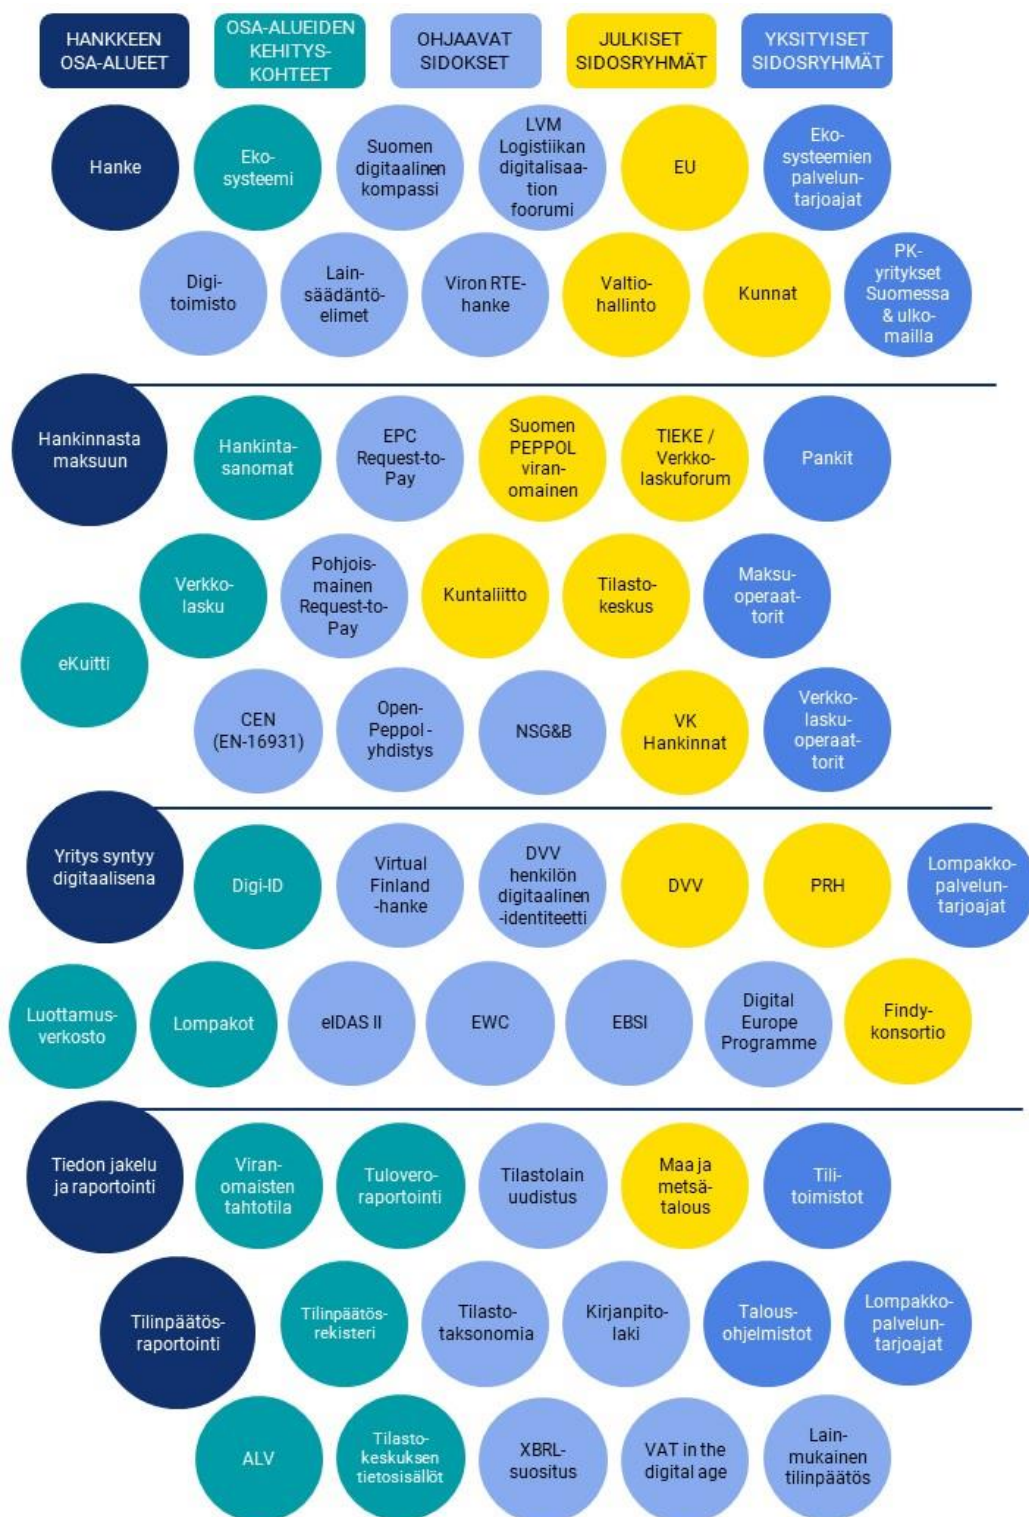 HANKKEEN
OSA-ALUEET
OSA-ALUEIDEN
KEHITYS-
KOHTEET
OHJAAVAT
SIDOKSET
JULKISET
SIDOSRYHMÄT
YKSITYISET
SIDOSRYHMÄT
Hanke
Eko-
systeemi
Suomen
digitaalinen
kompassi
LVM
Logistiikan
digitalisaa-
tion
foorumi
EU
Eko-
systeemien
palvelun-
tarjoajat
Digi-
toimisto
Lain-
säädäntö-
elimet
Viron RTE-
hanke
Valtio-
hallinto
Kunnat
PK-
yritykset
Suomessa
& ulko-
mailla
Hankinnasta
maksuun
Hankinta-
sanomat
EPC
Request-to-
Pay
Suomen
PEPPOL
viran-
omainen
TIEKE /
Verkko-
laskuforum
Pankit
Verkko-
lasku
Pohjois-
mainen
Request-to-
Pay
Kuntaliitto
Tilasto-
keskus
Maksu-
operaat-
torit
eKuitti
CEN
(EN-16931)
Open-
Peppol-
yhdistys
NSG&B
VK
Hankinnat
Verkko-
lasku-
operaat-
torit
Yritys syntyy
digitaalisena
Digi-ID
Virtual
Finland
-hanke
DVV
henkilön
digitaalinen
-identiteetti
DVV
PRH
Lompakko-
palvelun-
tarjoajat
Luottamus-
verkosto
Lompakot
eIDAS II
EWC
EBSI
Digital
Europe
Programme
Findy-
konsortio
Tiedon jakelu
ja raportointi
Viran-
omaisten
tahtotila
Tulovero-
raportointi
Tilastolain
uudistus
Maa ja
metsä-
talous
Tili-
toimistot
Tilinpäätös-
raportointi
Tilinpäätös-
rekisteri
Tilasto-
taksonomia
Kirjanpito-
laki
Talous-
ohjelmistot
Lompakko-
palvelun-
tarjoajat
ALV
Tilasto-
keskuksen
tietosisällöt
XBRL-
suositus
VAT in the
digital age
Lain-
mukainen
tilinpäätös